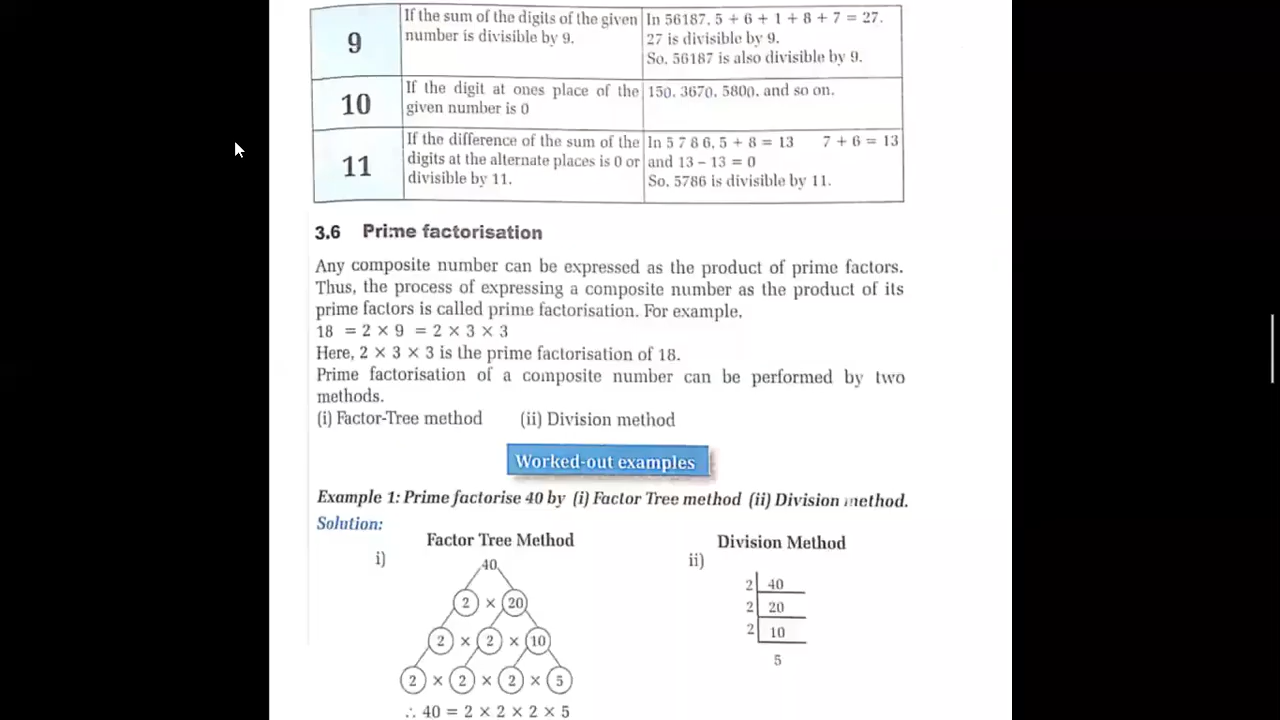 9
If the sum of the digits of the given
number is divisible by 9.
In 56187, 5 + 6 + 1 + 8 + 7 = 27.
27 is divisible by 9.
So, 56187 is also divisible by 9.
10
If the digit at ones place of the
given number is 0
150, 3670, 5800, and so on.
11
If the difference of the sum of the
digits at the alternate places is 0 or
divisible by 11.
In 5 7 8 6, 5 + 8 = 13 7 + 6 = 13
and 13 – 13 = 0
So, 5786 is divisible by 11.
3.6 Prime factorisation
Any composite number can be expressed as the product of prime factors.
Thus, the process of expressing a composite number as the product of its
prime factors is called prime factorisation. For example,
18 = 2 × 9 = 2 × 3 × 3
Here, 2 × 3 × 3 is the prime factorisation of 18.
Prime factorisation of a composite number can be performed by two
methods.
(i) Factor-Tree method (ii) Division method
Worked-out examples
Example 1: Prime factorise 40 by (i) Factor Tree method (ii) Division method.
Solution:
Factor Tree Method
i)
40
2 × 20
2 × 2 × 10
2 × 2 × 2 × 5
∴ 40 = 2 × 2 × 2 × 5
Division Method
ii)
2 40
2 20
2 10
5